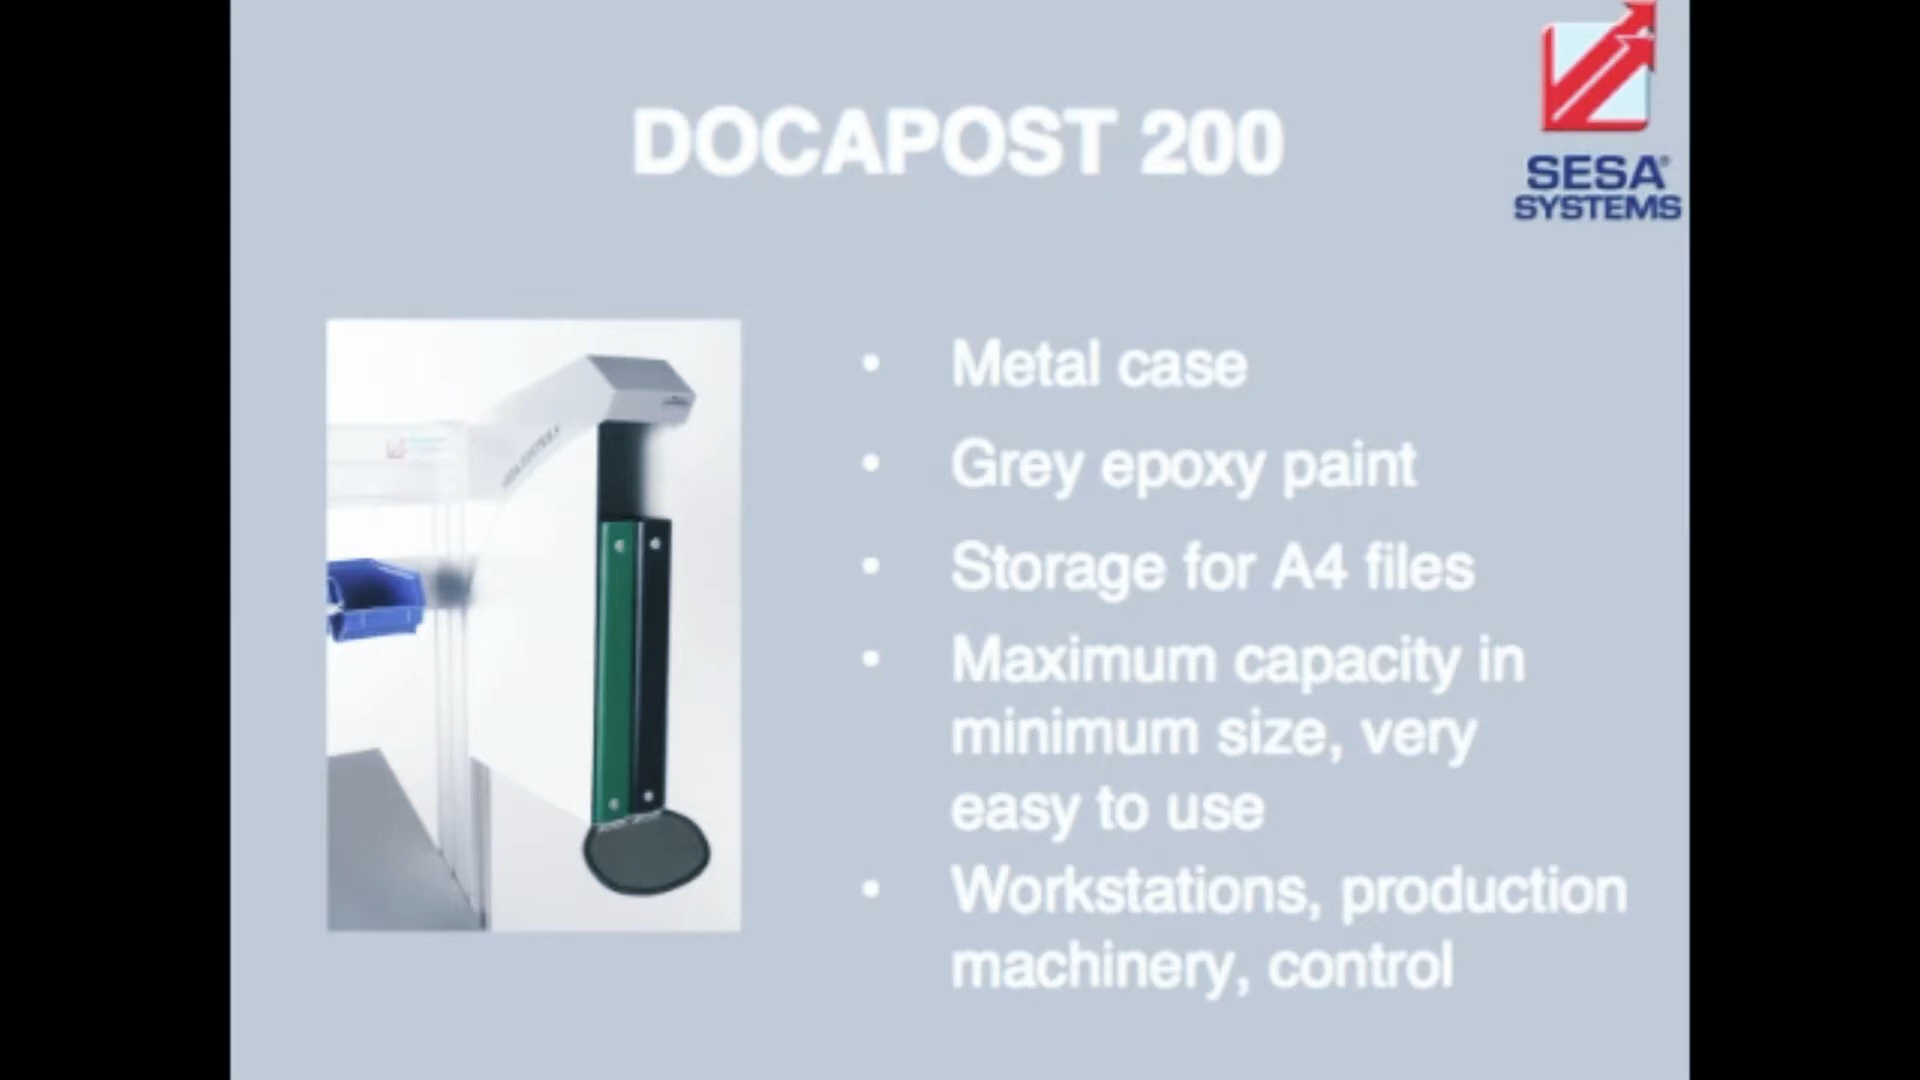 DOCAPOST 200
SESA®
SYSTEMS
• Metal case
• Grey epoxy paint
• Storage for A4 files
• Maximum capacity in
minimum size, very
easy to use
• Workstations, production
machinery, control